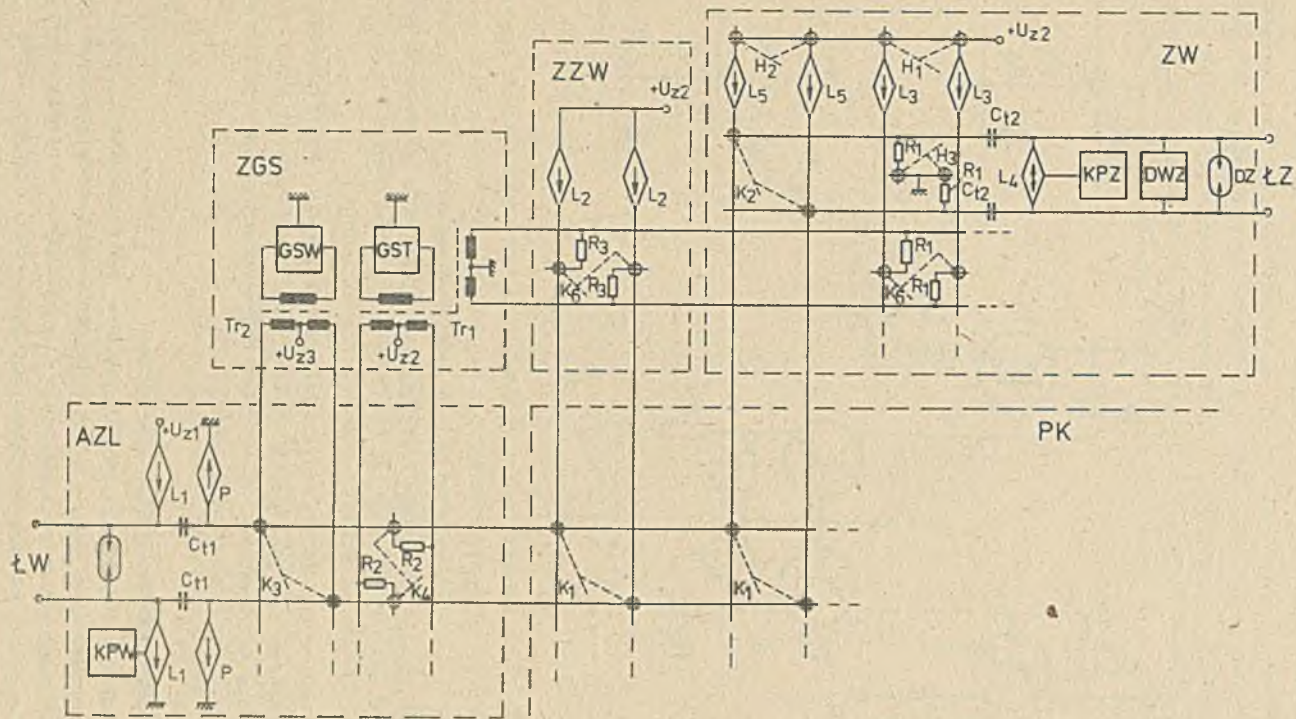 +Uz2
ZW
H2
H1
L5
L5
L3
L3
Ct2
R1
H3
R1
Ct2
L4
KPZ
DWZ
DZ
ŁZ
K2
R1
K5
R1
ZZW
+Uz2
L2
L2
R3
K6
R3
ZGS
GSW
GST
Tr2
+Uz3
+Uz2
Tr1
AZL
+Uz1
L1
P
Ct1
ŁW
Ct1
K3
R2
R2
K4
KPW
L1
P
PK
K1
K1
a